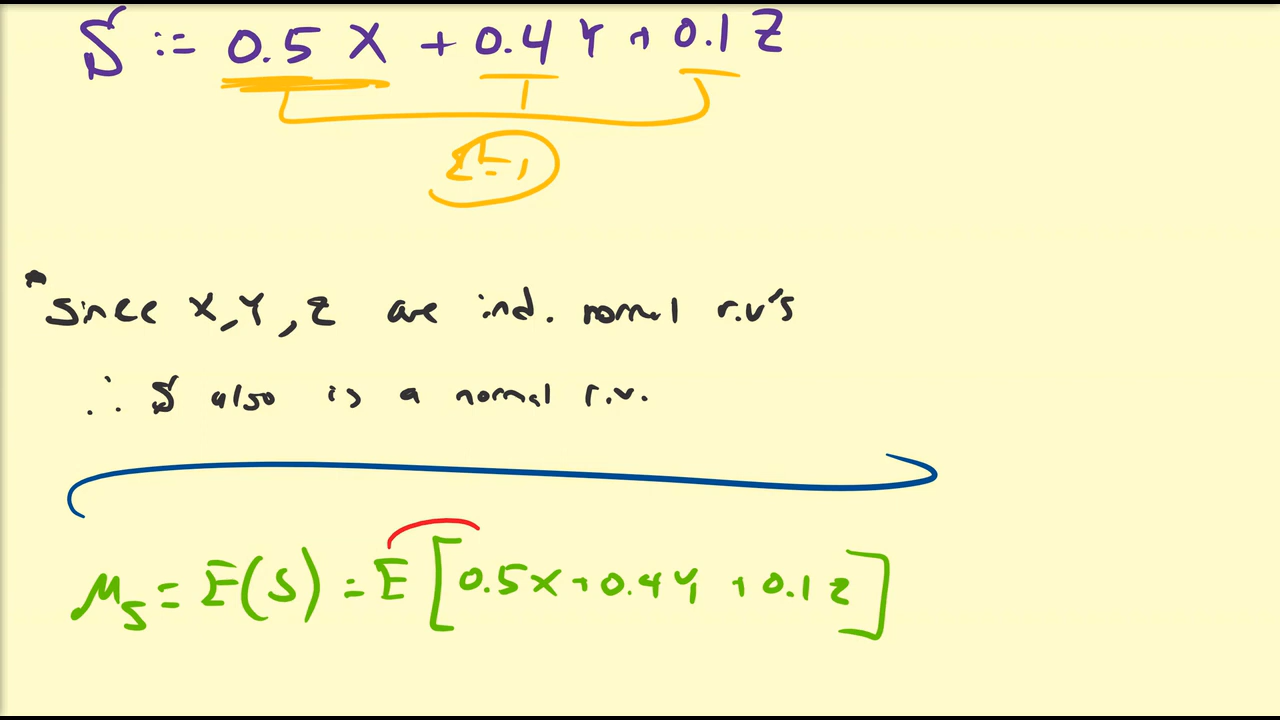 S := 0.5 X + 0.4 Y + 0.1 Z
Σ = 1
*since X, Y, Z are ind. normal r.v's
∴ S also is a normal r.v.
μ_S = E(S) = E[0.5X + 0.4Y + 0.1Z]